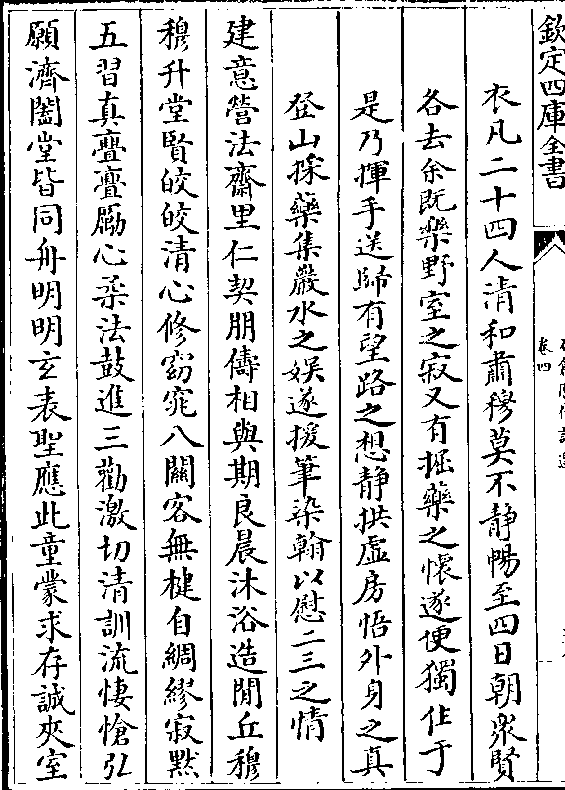 欽定四庫全書
卷四
衣凡二十四人清和肅穆莫不静暢至四日朝衆賢
各去余既樂野室之寂又有掘藥之懷遂便獨住于
是乃揮手送歸有望路之想静拱虚房悟外身之真
登山採藥集巖水之娱遂援筆染翰以慰二三之情
建意營法齋里仁契朋儔相與期良晨沐浴造閒丘穆
穆升堂賢皎皎清心修窈窕八關客無楗自綢繆寂黙
五習真亹亹勵心柔法鼓進三勸激切清訓流悽愴弘
願濟闔堂皆同舟明明玄表聖應此童蒙求存誠夾室